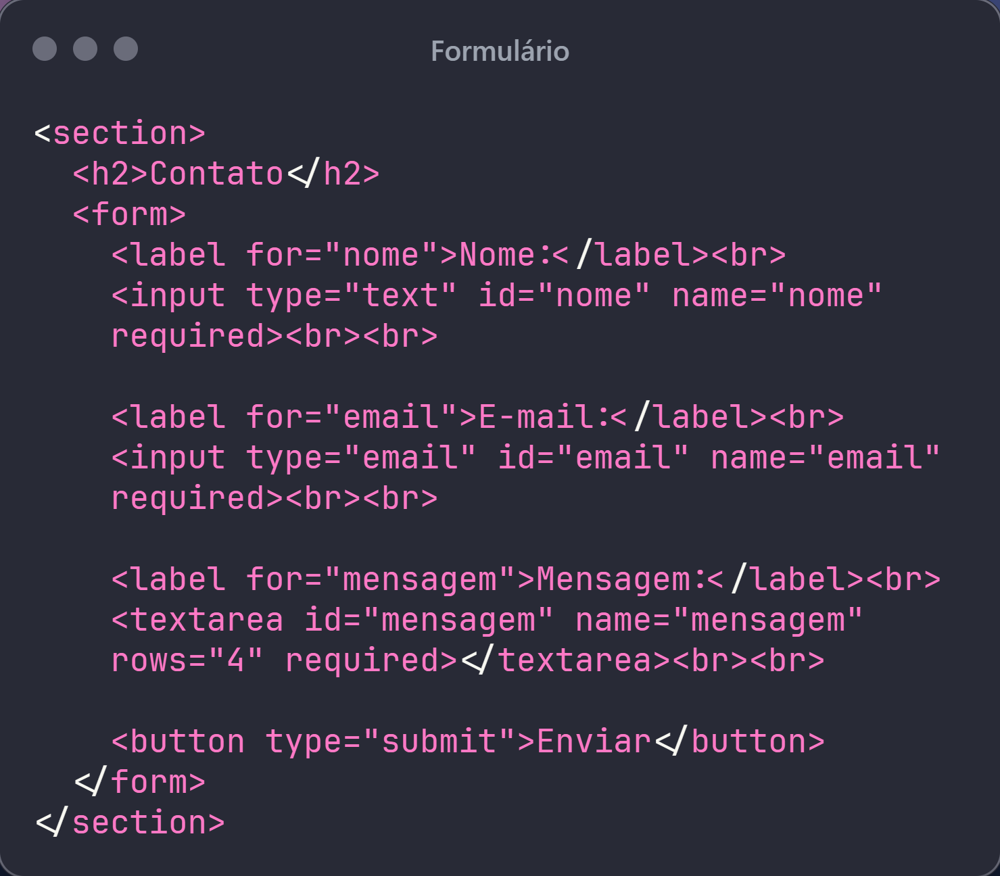 Formulário
<section>
  <h2>Contato</h2>
  <form>
    <label for="nome">Nome:</label><br>
    <input type="text" id="nome" name="nome"
    required><br><br>

    <label for="email">E-mail:</label><br>
    <input type="email" id="email" name="email"
    required><br><br>

    <label for="mensagem">Mensagem:</label><br>
    <textarea id="mensagem" name="mensagem"
    rows="4" required></textarea><br><br>

    <button type="submit">Enviar</button>
  </form>
</section>